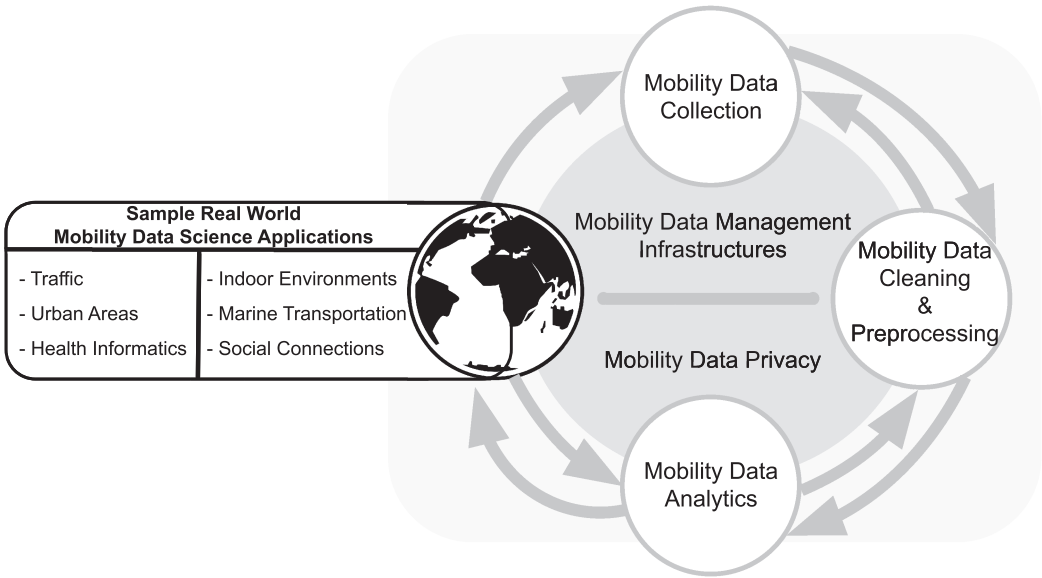 Sample Real World
Mobility Data Science Applications
- Traffic
- Urban Areas
- Health Informatics
- Indoor Environments
- Marine Transportation
- Social Connections
Mobility Data
Collection
Mobility Data Management
Infrastructures
Mobility Data Privacy
Mobility Data
Cleaning
&
Preprocessing
Mobility Data
Analytics